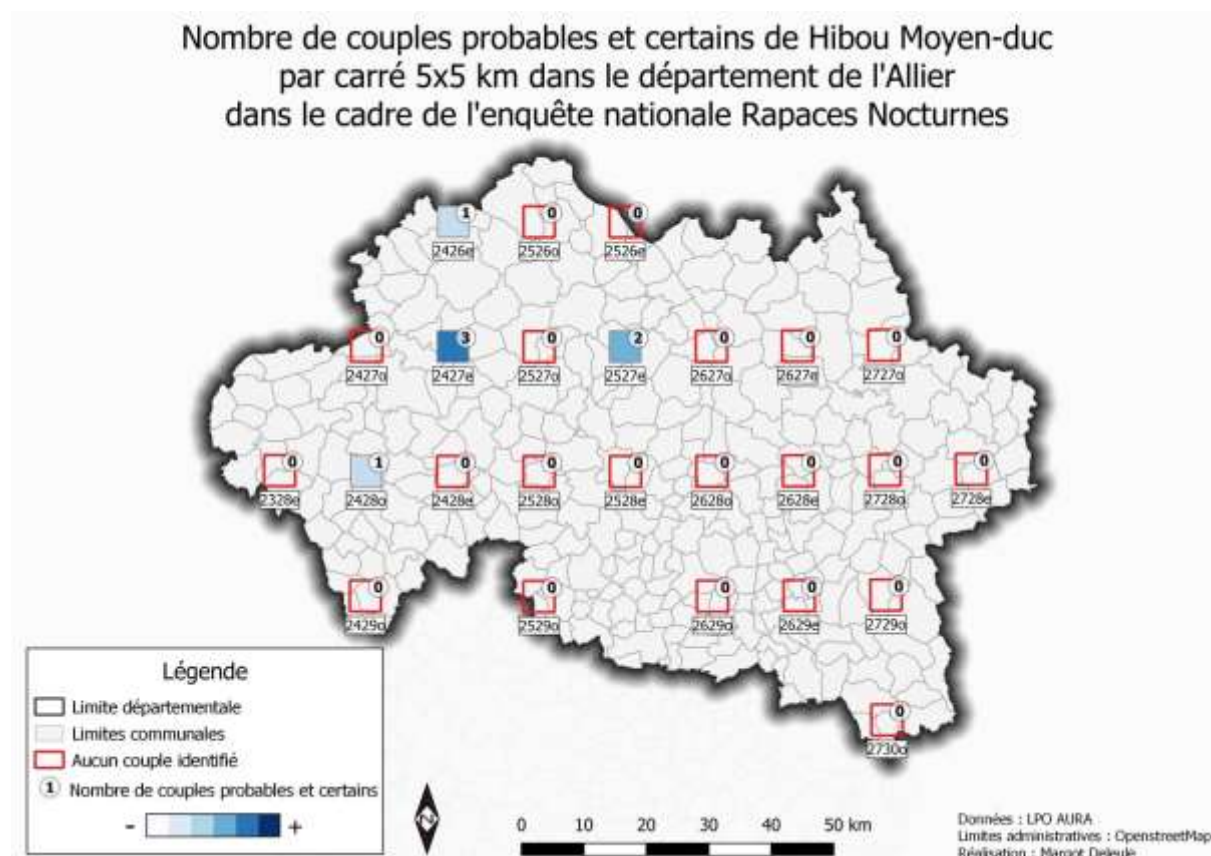 Nombre de couples probables et certains de Hibou Moyen-duc
par carré 5x5 km dans le département de l'Allier
dans le cadre de l'enquête nationale Rapaces Nocturnes
1 0 0
2426e 2526o 2526e
0 3 0 2 0 0 0
2427o 2427e 2527o 2527e 2627o 2627e 2727o
0 1 0 0 0 0 0 0 0
2328e 2428o 2428e 2528o 2528e 2628o 2628e 2728o 2728e
0 0 0 0 0
2429o 2529o 2629o 2629e 2729o
0
2730o
Légende
Limite départementale
Limites communales
Aucun couple identifié
1 Nombre de couples probables et certains
- +
N
0 10 20 30 40 50 km
Données : LPO AURA
Limites administratives : OpenstreetMap
Réalisation : Margot Deleule